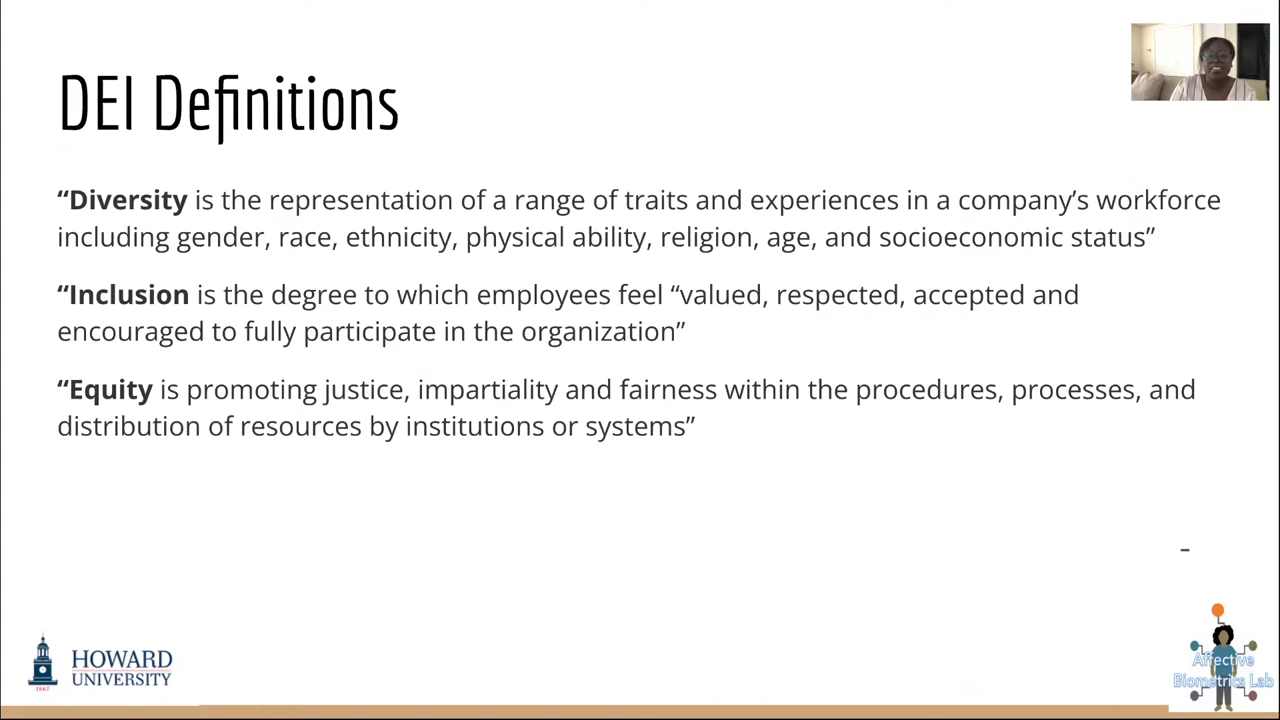 DEI Definitions
“Diversity is the representation of a range of traits and experiences in a company’s workforce
including gender, race, ethnicity, physical ability, religion, age, and socioeconomic status”
“Inclusion is the degree to which employees feel “valued, respected, accepted and
encouraged to fully participate in the organization”
“Equity is promoting justice, impartiality and fairness within the procedures, processes, and
distribution of resources by institutions or systems”
-
HOWARD
UNIVERSITY
1867
Affective
Biometrics Lab